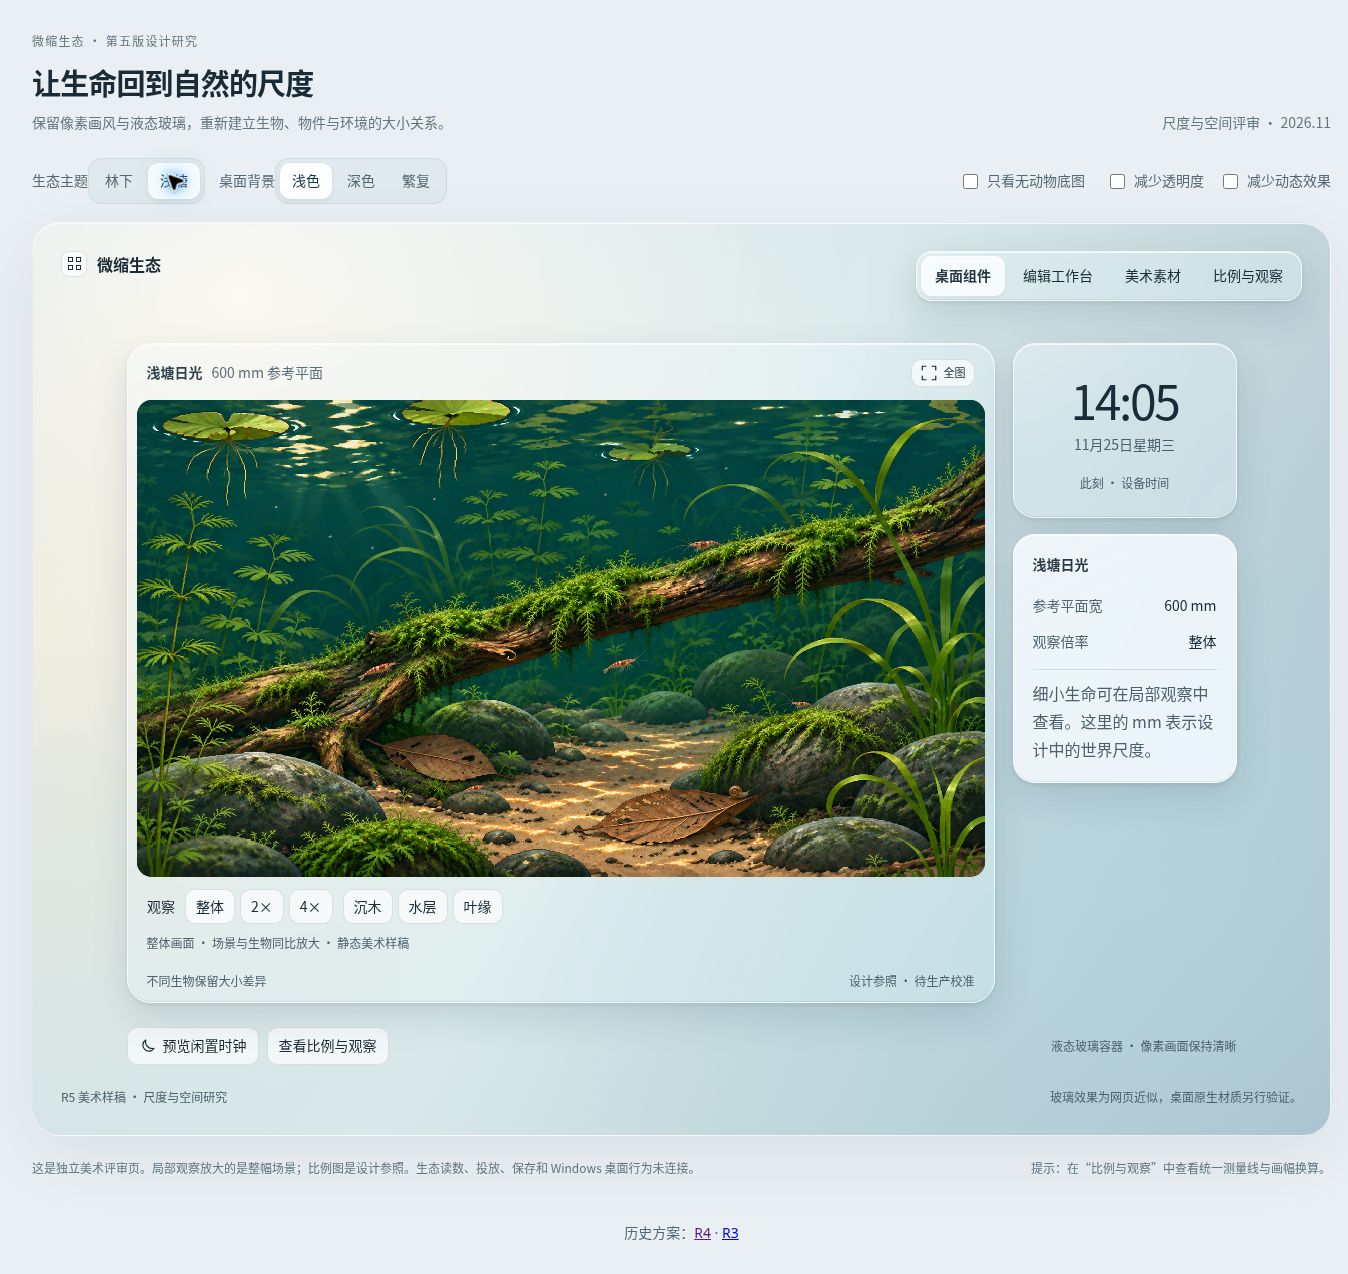 微缩生态 · 第五版设计研究
让生命回到自然的尺度
保留像素画风与液态玻璃，重新建立生物、物件与环境的大小关系。
尺度与空间评审 · 2026.11
生态主题 林下 桌面背景 浅色 深色 繁复
只看无动物底图 减少透明度 减少动态效果
微缩生态
桌面组件 编辑工作台 美术素材 比例与观察
浅塘日光 600 mm 参考平面
全图
14:05
11月25日星期三
此刻 · 设备时间
浅塘日光
参考平面宽 600 mm
观察倍率 整体
细小生命可在局部观察中
查看。这里的 mm 表示设
计中的世界尺度。
观察 整体 2× 4× 沉木 水层 叶缘
整体画面 · 场景与生物同比放大 · 静态美术样稿
不同生物保留大小差异
设计参照 · 待生产校准
预览闲置时钟 查看比例与观察
液态玻璃容器 · 像素画面保持清晰
R5 美术样稿 · 尺度与空间研究
玻璃效果为网页近似，桌面原生材质另行验证。
这是独立美术评审页。局部观察放大的是整幅场景；比例图是设计参照。生态读数、投放、保存和 Windows 桌面行为未连接。
提示：在“比例与观察”中查看统一测量线与画幅换算。
历史方案：R4 · R3